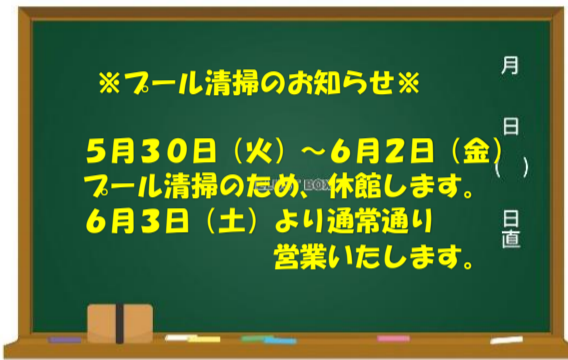 ※プール清掃のお知らせ※
５月３０日（火）～６月２日（金）
プール清掃のため、休館します。
６月３日（土）より通常通り
営業いたします。
月
日
( )
日直